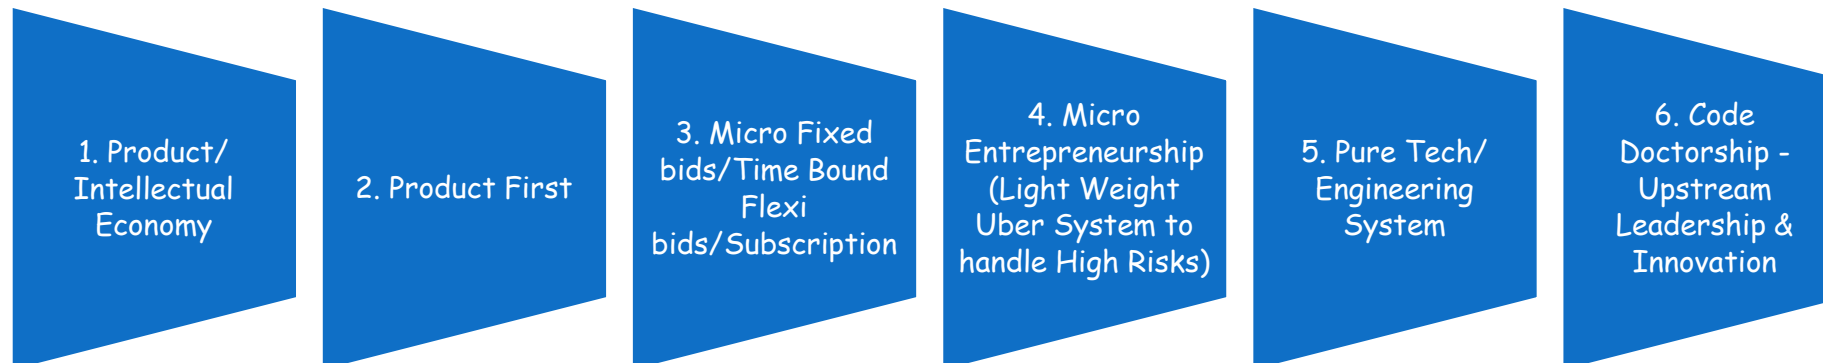 1. Product/
Intellectual
Economy
2. Product First
3. Micro Fixed
bids/Time Bound
Flexi
bids/Subscription
4. Micro
Entrepreneurship
(Light Weight
Uber System to
handle High Risks)
5. Pure Tech/
Engineering
System
6. Code
Doctorship -
Upstream
Leadership &
Innovation